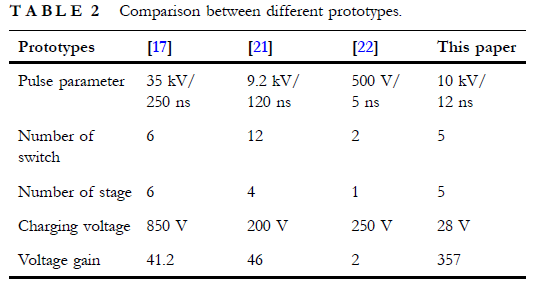 TABLE 2 Comparison between different prototypes.
Prototypes [17] [21] [22] This paper
Pulse parameter 35 kV/ 9.2 kV/ 500 V/ 10 kV/
250 ns 120 ns 5 ns 12 ns
Number of 6 12 2 5
switch
Number of stage 6 4 1 5
Charging voltage 850 V 200 V 250 V 28 V
Voltage gain 41.2 46 2 357